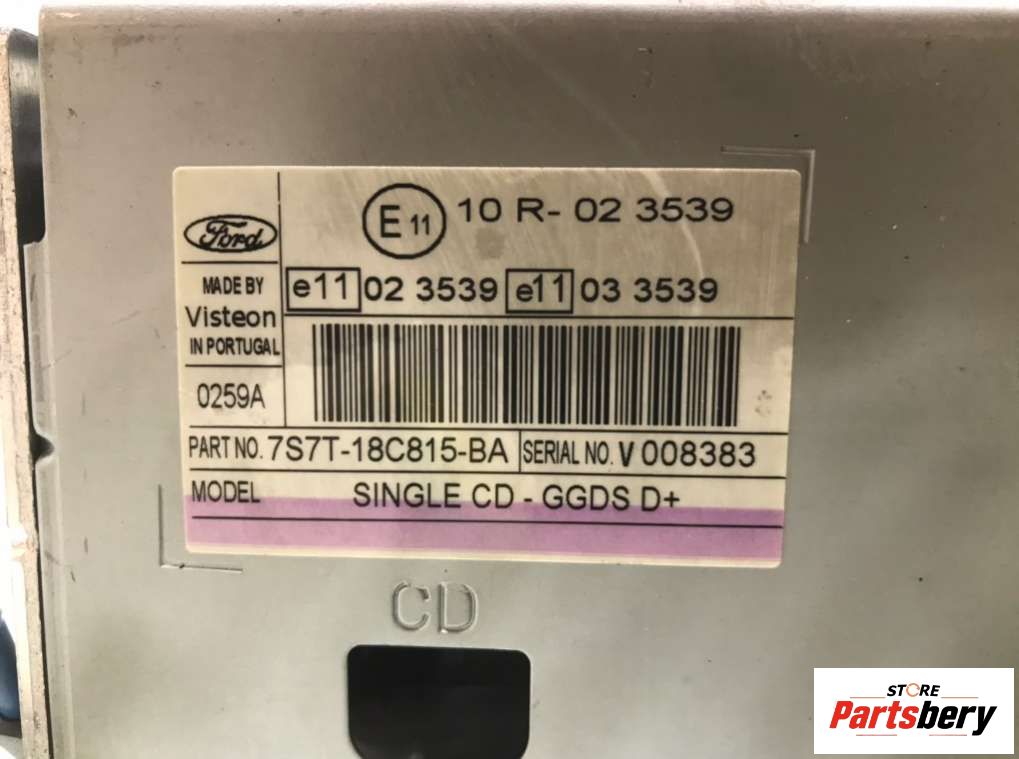 Ford
E 11 10 R- 02 3539
MADE BY
Visteon
IN PORTUGAL
e11 02 3539 e11 03 3539
0259A
PART NO. 7S7T-18C815-BA SERIAL NO. V 008383
MODEL SINGLE CD - GGDS D+
CD
STORE
Partsbery